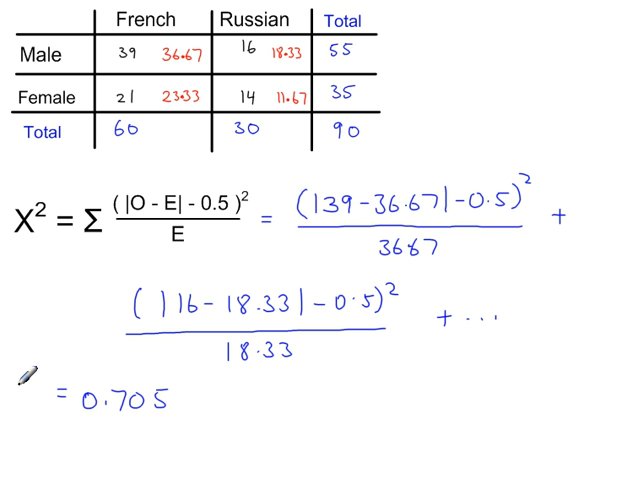 French Russian Total
Male 39 36.67 16 18.33 55
Female 21 23.33 14 11.67 35
Total 60 30 90
X² = Σ ( |O - E| - 0.5 )² / E = (|39 - 36.67| - 0.5)² / 36.67 +
( |16 - 18.33| - 0.5)² / 18.33 + ...
= 0.705